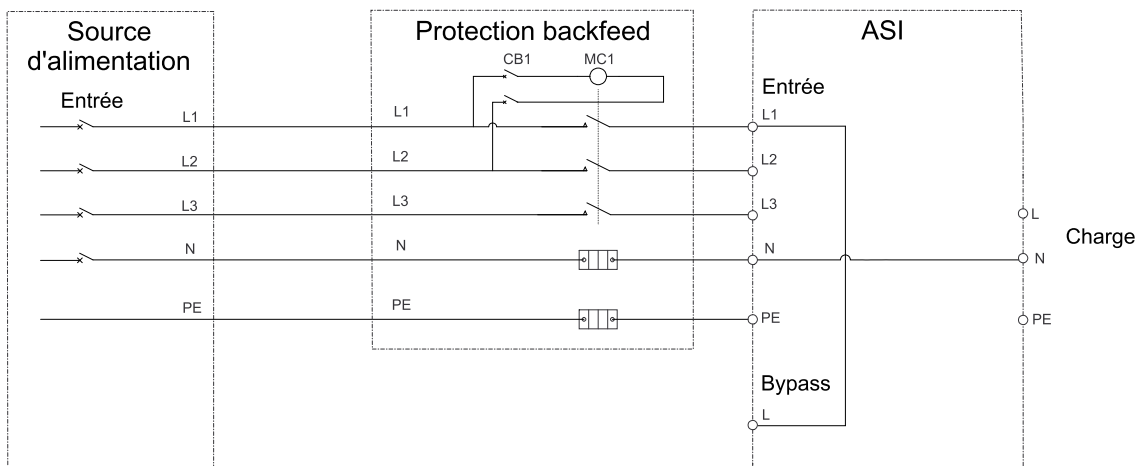 Source
d'alimentation
Entrée
L1
L2
L3
N
PE
Protection backfeed
CB1 MC1
L1
L2
L3
N
PE
ASI
Entrée
L1
L2
L3
N
PE
Bypass
L
L
N
PE
Charge